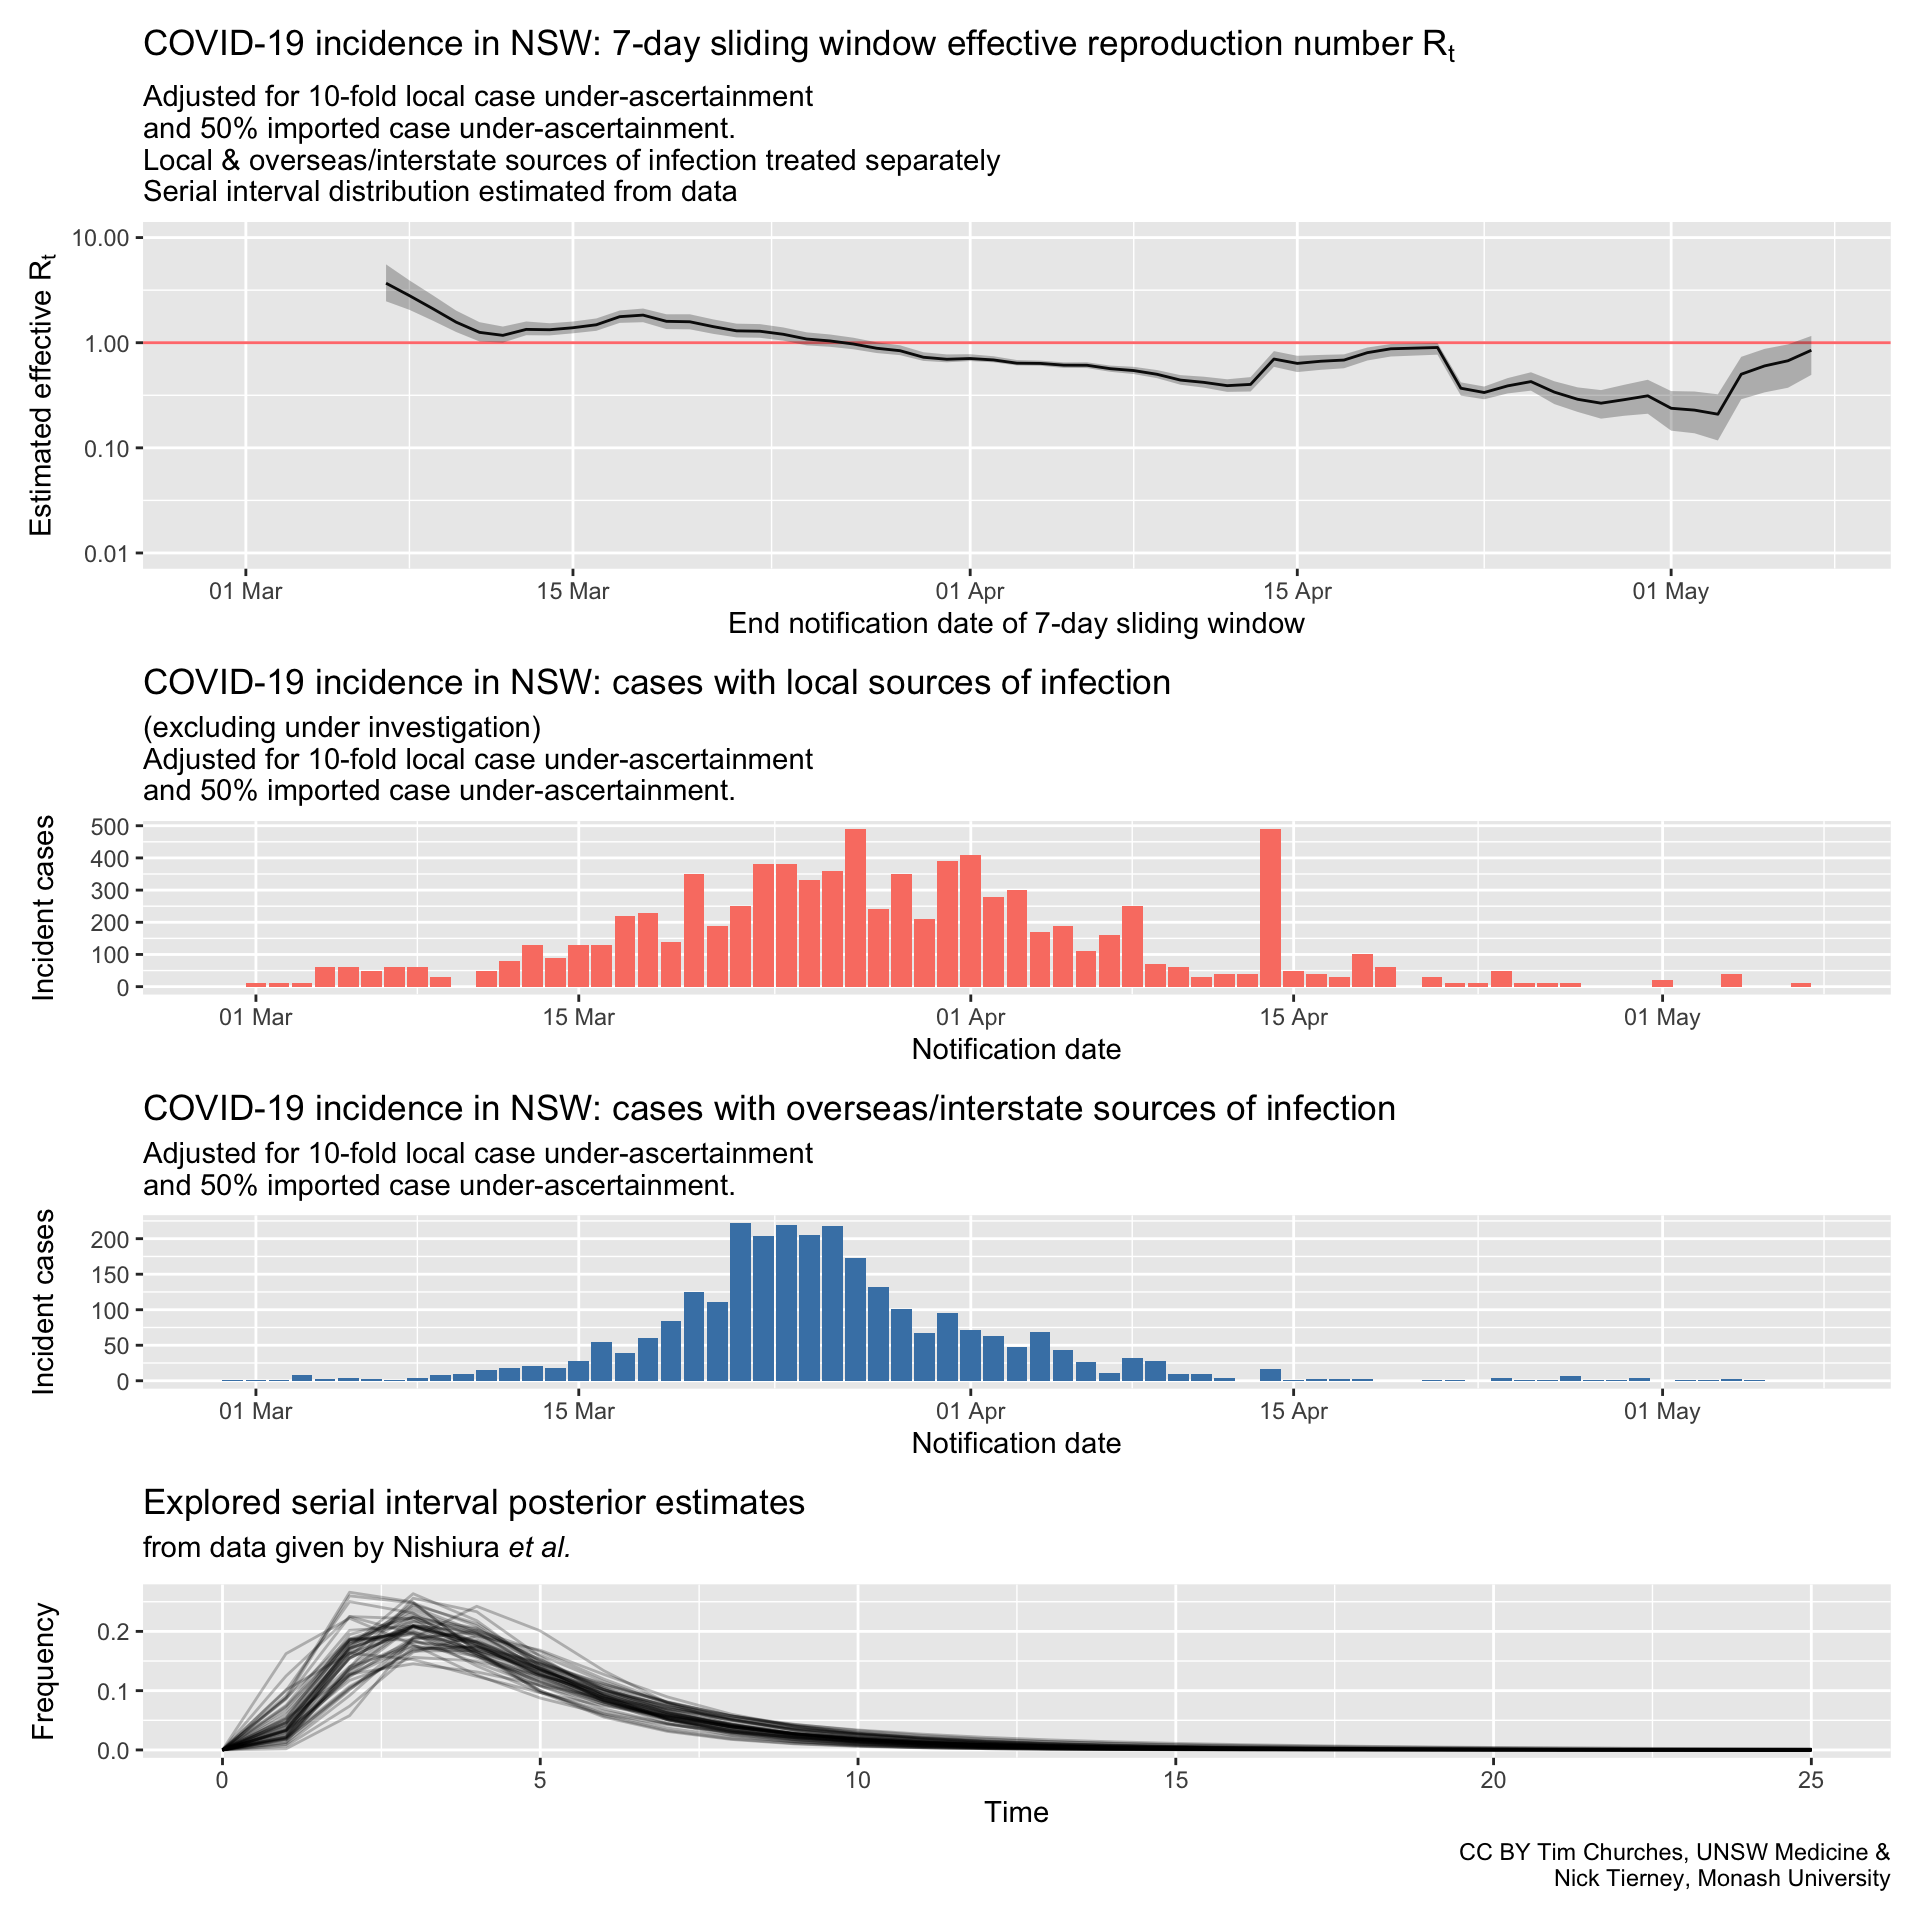 COVID-19 incidence in NSW: 7-day sliding window effective reproduction number Rt
Adjusted for 10-fold local case under-ascertainment
and 50% imported case under-ascertainment.
Local & overseas/interstate sources of infection treated separately
Serial interval distribution estimated from data
Estimated effective Rt
10.00
1.00
0.10
0.01
01 Mar 15 Mar 01 Apr 15 Apr 01 May
End notification date of 7-day sliding window
COVID-19 incidence in NSW: cases with local sources of infection
(excluding under investigation)
Adjusted for 10-fold local case under-ascertainment
and 50% imported case under-ascertainment.
Incident cases
500
400
300
200
100
0
01 Mar 15 Mar 01 Apr 15 Apr 01 May
Notification date
COVID-19 incidence in NSW: cases with overseas/interstate sources of infection
Adjusted for 10-fold local case under-ascertainment
and 50% imported case under-ascertainment.
Incident cases
200
150
100
50
0
01 Mar 15 Mar 01 Apr 15 Apr 01 May
Notification date
Explored serial interval posterior estimates
from data given by Nishiura et al.
Frequency
0.2
0.1
0.0
0 5 10 15 20 25
Time
CC BY Tim Churches, UNSW Medicine &
Nick Tierney, Monash University